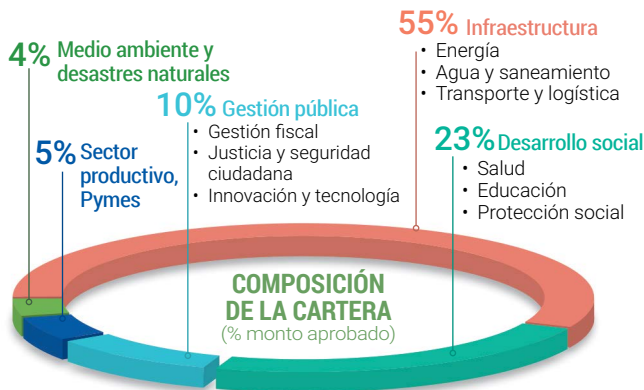 4% Medio ambiente y
desastres naturales
5% Sector
productivo,
Pymes
10% Gestión pública
• Gestión fiscal
• Justicia y seguridad
ciudadana
• Innovación y tecnología
55% Infraestructura
• Energía
• Agua y saneamiento
• Transporte y logística
23% Desarrollo social
• Salud
• Educación
• Protección social
COMPOSICIÓN
DE LA CARTERA
(% monto aprobado)